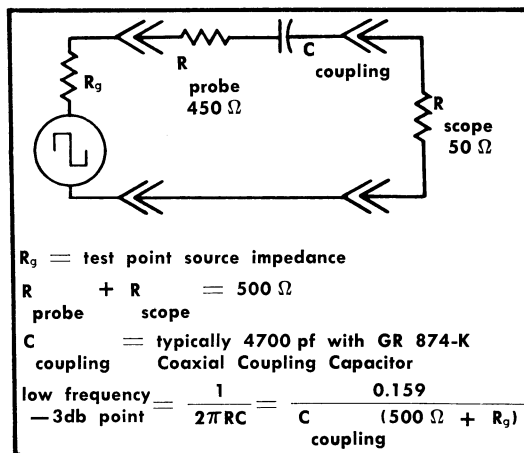 R
C
probe
450 Ω
coupling
Rg
R
scope
50 Ω
Rg = test point source impedance
R + R = 500 Ω
probe scope
C = typically 4700 pf with GR 874-K
coupling Coaxial Coupling Capacitor
low frequency = 1 = 0.159
—3db point 2πRC C (500 Ω + Rg)
coupling